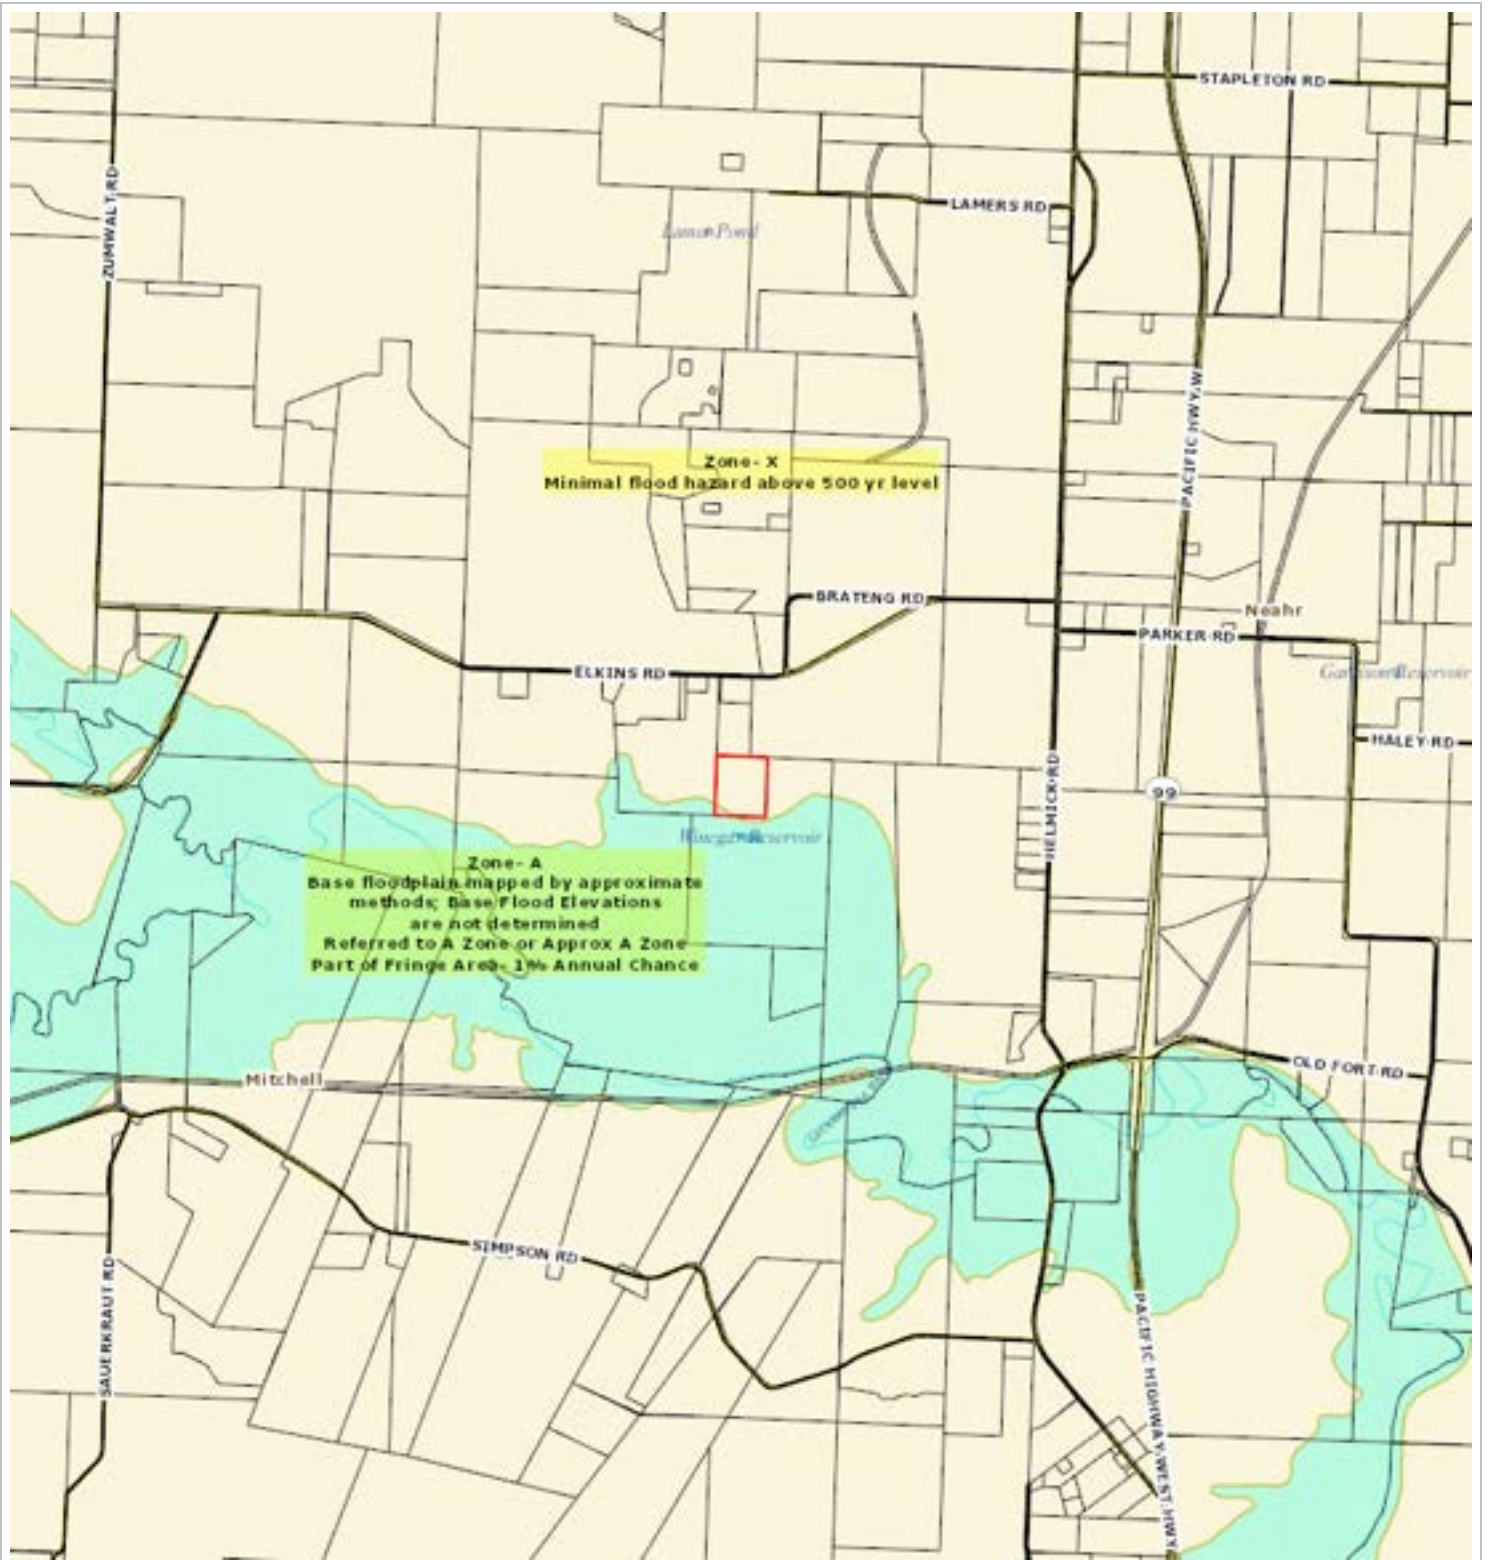 STAPLETON RD
ZUMWALT RD
LAMERS RD
PACIFIC HWY W
Zone- X
Minimal flood hazard above 500 yr level
BRATENG RD
Neahr
PARKER RD
ELKINS RD
Reservoir
HALEY RD
HELMICK RD
99
Reservoir
Zone- A
Base floodplain mapped by approximate
methods; Base Flood Elevations
are not determined
Referred to A Zone or Approx A Zone
Part of Fringe Area- 1% Annual Chance
OLD FORT RD
Mitchell
SIMPSON RD
SAUERKRAUT RD
PACIFIC HIGHWAY WEST HWY